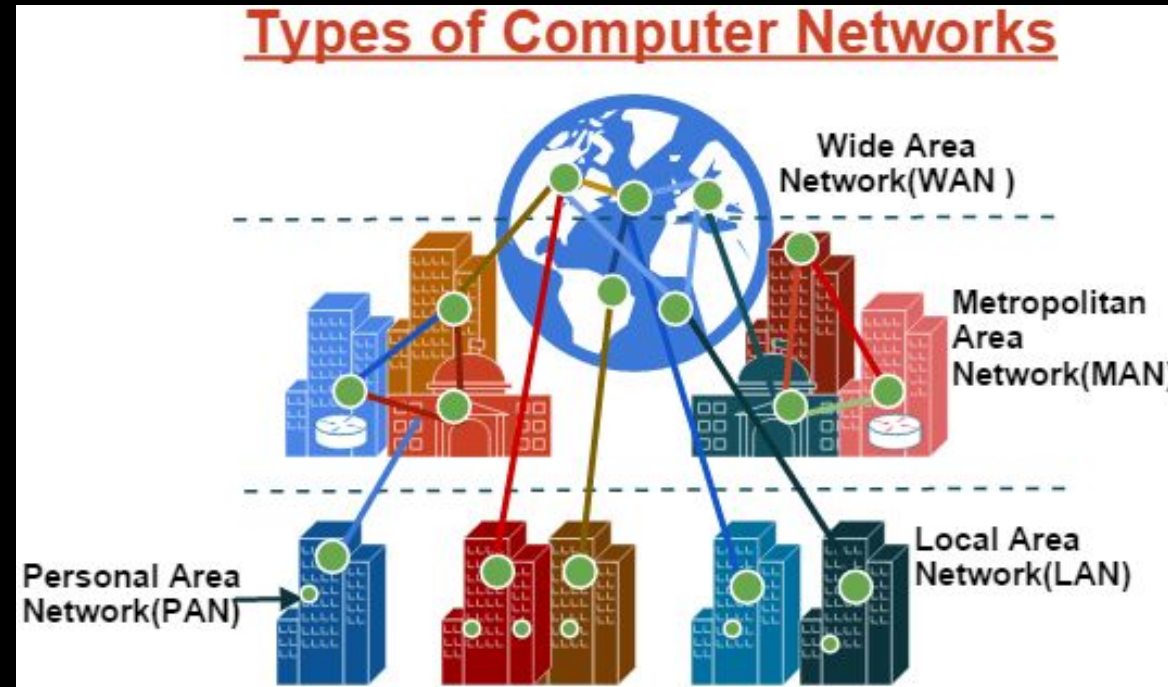 Types of Computer Networks
Wide Area
Network(WAN )
Metropolitan
Area
Network(MAN)
Local Area
Network(LAN)
Personal Area
Network(PAN)